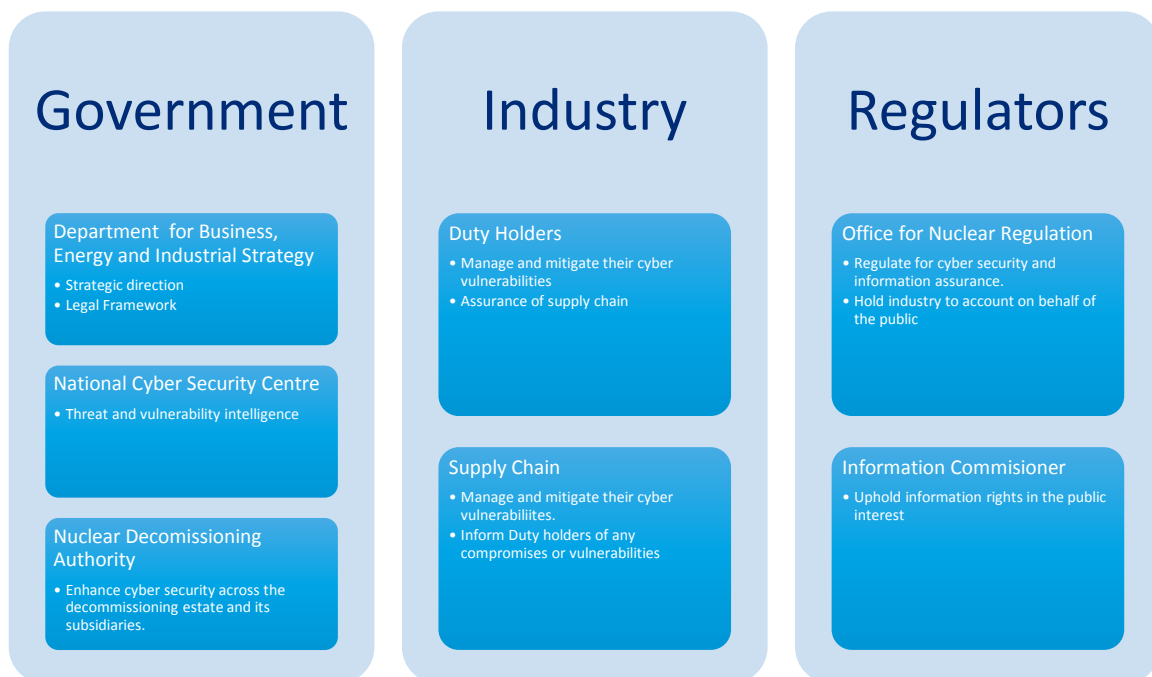 Government
Department  for Business,
Energy and Industrial Strategy
• Strategic direction
• Legal Framework
National Cyber Security Centre
• Threat and vulnerability intelligence
Nuclear Decomissioning
Authority
• Enhance cyber security across the
decommissioning estate and its
subsidiaries.
Industry
Duty Holders
• Manage and mitigate their cyber
vulnerabilities
• Assurance of supply chain
Supply Chain
• Manage and mitigate their cyber
vulnerabiliites.
• Inform Duty holders of any
compromises or vulnerabilities
Regulators
Office for Nuclear Regulation
• Regulate for cyber security and
information assurance.
• Hold industry to account on behalf of
the public
Information Commisioner
• Uphold information rights in the public
interest